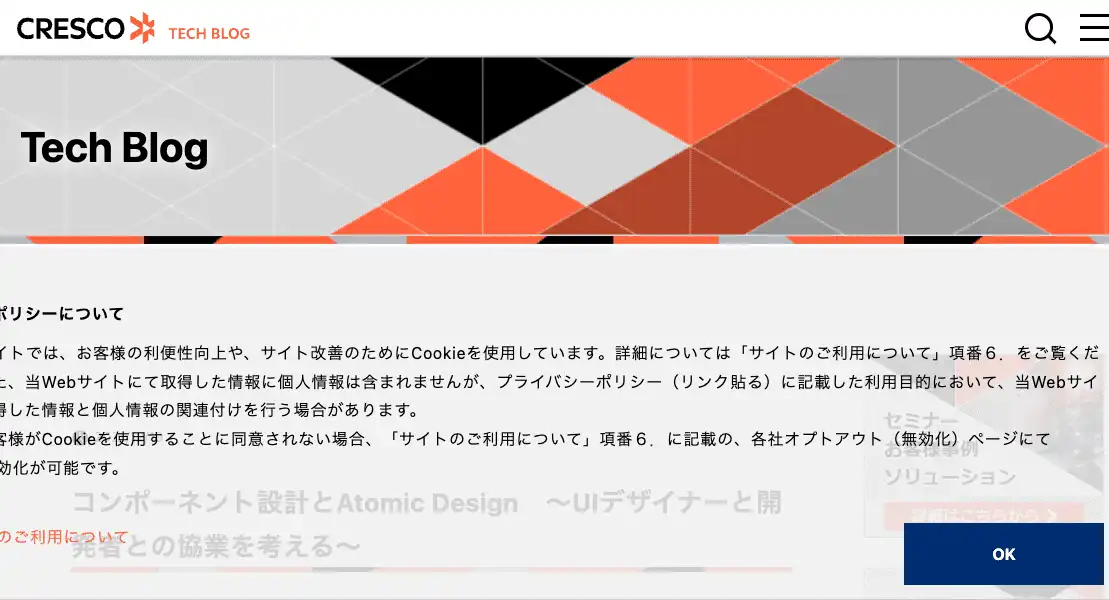 CRESCO TECH BLOG
Tech Blog
ポリシーについて
イトでは、お客様の利便性向上や、サイト改善のためにCookieを使用しています。詳細については「サイトのご利用について」項番６．をご覧くだ
た、当Webサイトにて取得した情報に個人情報は含まれませんが、プライバシーポリシー（リンク貼る）に記載した利用目的において、当Webサイ
得した情報と個人情報の関連付けを行う場合があります。
客様がCookieを使用することに同意されない場合、「サイトのご利用について」項番６．に記載の、各社オプトアウト（無効化）ページにて
効化が可能です。
セミナー
お客様事例
ソリューション
詳細はこちらから
コンポーネント設計とAtomic Design　〜UIデザイナーと開
発者との協業を考える〜
のご利用について
OK